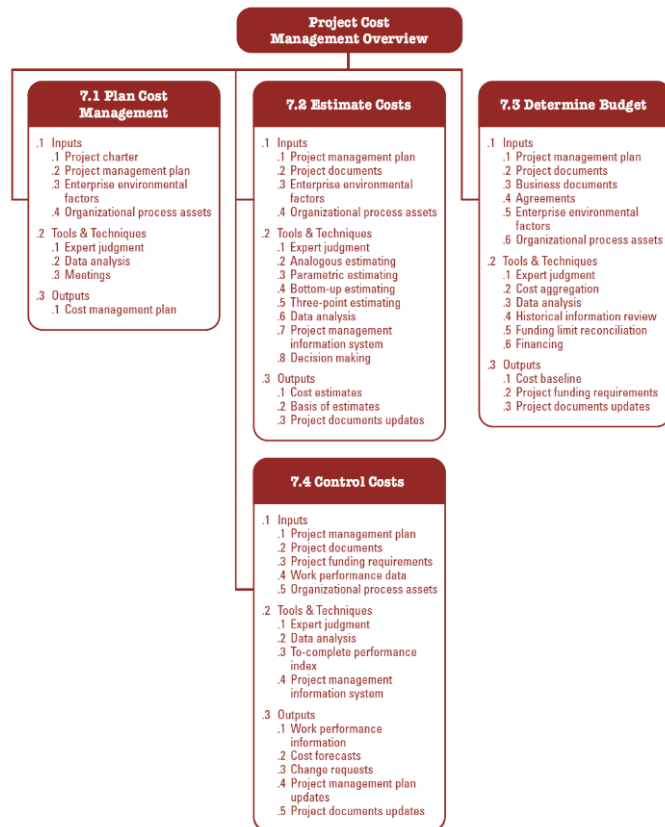 Project Cost
Management Overview
7.1 Plan Cost
Management
.1 Inputs
.1 Project charter
.2 Project management plan
.3 Enterprise environmental
factors
.4 Organizational process assets
.2 Tools & Techniques
.1 Expert judgment
.2 Data analysis
.3 Meetings
.3 Outputs
.1 Cost management plan
7.2 Estimate Costs
.1 Inputs
.1 Project management plan
.2 Project documents
.3 Enterprise environmental
factors
.4 Organizational process assets
.2 Tools & Techniques
.1 Expert judgment
.2 Analogous estimating
.3 Parametric estimating
.4 Bottom-up estimating
.5 Three-point estimating
.6 Data analysis
.7 Project management
information system
.8 Decision making
.3 Outputs
.1 Cost estimates
.2 Basis of estimates
.3 Project documents updates
7.3 Determine Budget
.1 Inputs
.1 Project management plan
.2 Project documents
.3 Business documents
.4 Agreements
.5 Enterprise environmental
factors
.6 Organizational process assets
.2 Tools & Techniques
.1 Expert judgment
.2 Cost aggregation
.3 Data analysis
.4 Historical information review
.5 Funding limit reconciliation
.6 Financing
.3 Outputs
.1 Cost baseline
.2 Project funding requirements
.3 Project documents updates
7.4 Control Costs
.1 Inputs
.1 Project management plan
.2 Project documents
.3 Project funding requirements
.4 Work performance data
.5 Organizational process assets
.2 Tools & Techniques
.1 Expert judgment
.2 Data analysis
.3 To-complete performance
index
.4 Project management
information system
.3 Outputs
.1 Work performance
information
.2 Cost forecasts
.3 Change requests
.4 Project management plan
updates
.5 Project documents updates